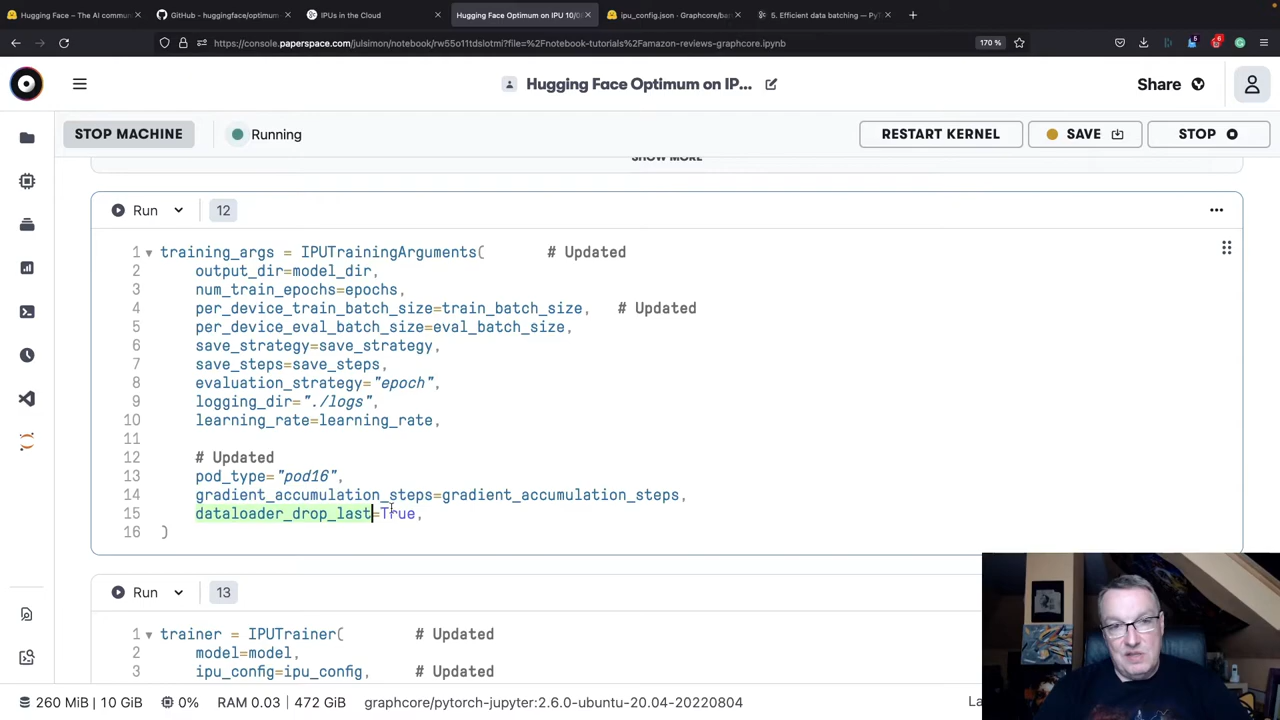 Hugging Face – The AI commun
GitHub - huggingface/optimum
IPUs in the Cloud
Hugging Face Optimum on IPU 10/0
ipu_config.json · Graphcore/be
5. Efficient data batching — PyT
https://console.paperspace.com/julsimon/notebook/rw55o11tdslotmi?file=%2Fnotebook-tutorials%2Famazon-reviews-graphcore.ipynb
170 %
Hugging Face Optimum on IP...
Share
STOP MACHINE
Running
RESTART KERNEL
SAVE
STOP
SHOW MORE
Run
12
1 training_args = IPUTrainingArguments( # Updated
2 output_dir=model_dir,
3 num_train_epochs=epochs,
4 per_device_train_batch_size=train_batch_size, # Updated
5 per_device_eval_batch_size=eval_batch_size,
6 save_strategy=save_strategy,
7 save_steps=save_steps,
8 evaluation_strategy="epoch",
9 logging_dir="./logs",
10 learning_rate=learning_rate,
11
12 # Updated
13 pod_type="pod16",
14 gradient_accumulation_steps=gradient_accumulation_steps,
15 dataloader_drop_last=True,
16 )
Run
13
1 trainer = IPUTrainer( # Updated
2 model=model,
3 ipu_config=ipu_config, # Updated
260 MiB | 10 GiB
0%
RAM 0.03 | 472 GiB
graphcore/pytorch-jupyter:2.6.0-ubuntu-20.04-20220804